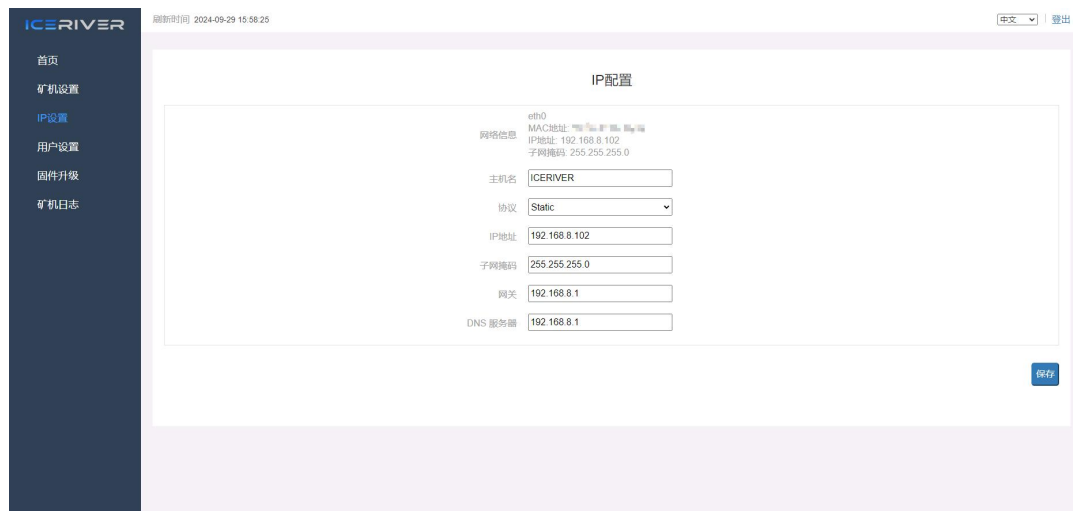 ICERIVER
刷新时间 2024-09-29 15:58:25
中文
登出
首页
矿机设置
IP设置
用户设置
固件升级
矿机日志
IP配置
网络信息
eth0
MAC地址:
IP地址: 192.168.8.102
子网掩码: 255.255.255.0
主机名 ICERIVER
协议 Static
IP地址 192.168.8.102
子网掩码 255.255.255.0
网关 192.168.8.1
DNS 服务器 192.168.8.1
保存